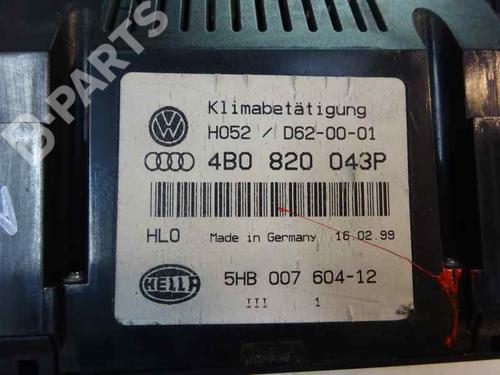 B-PARTS
Klimabetätigung
H052 / D62-00-01
4B0 820 043P
HLO Made in Germany 16.02.99
HELLA 5HB 007 604-12
III 1